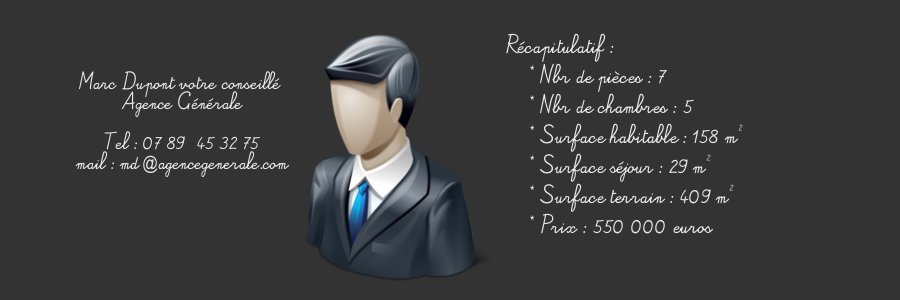 Marc Dupont votre conseillé
Agence Générale
Tel : 07 89 45 32 75
mail : md@agencegenerale.com
Récapitulatif :
* Nbr de pièces : 7
* Nbr de chambres : 5
* Surface habitable : 158 m²
* Surface séjour : 29 m²
* Surface terrain : 409 m²
* Prix : 550 000 euros